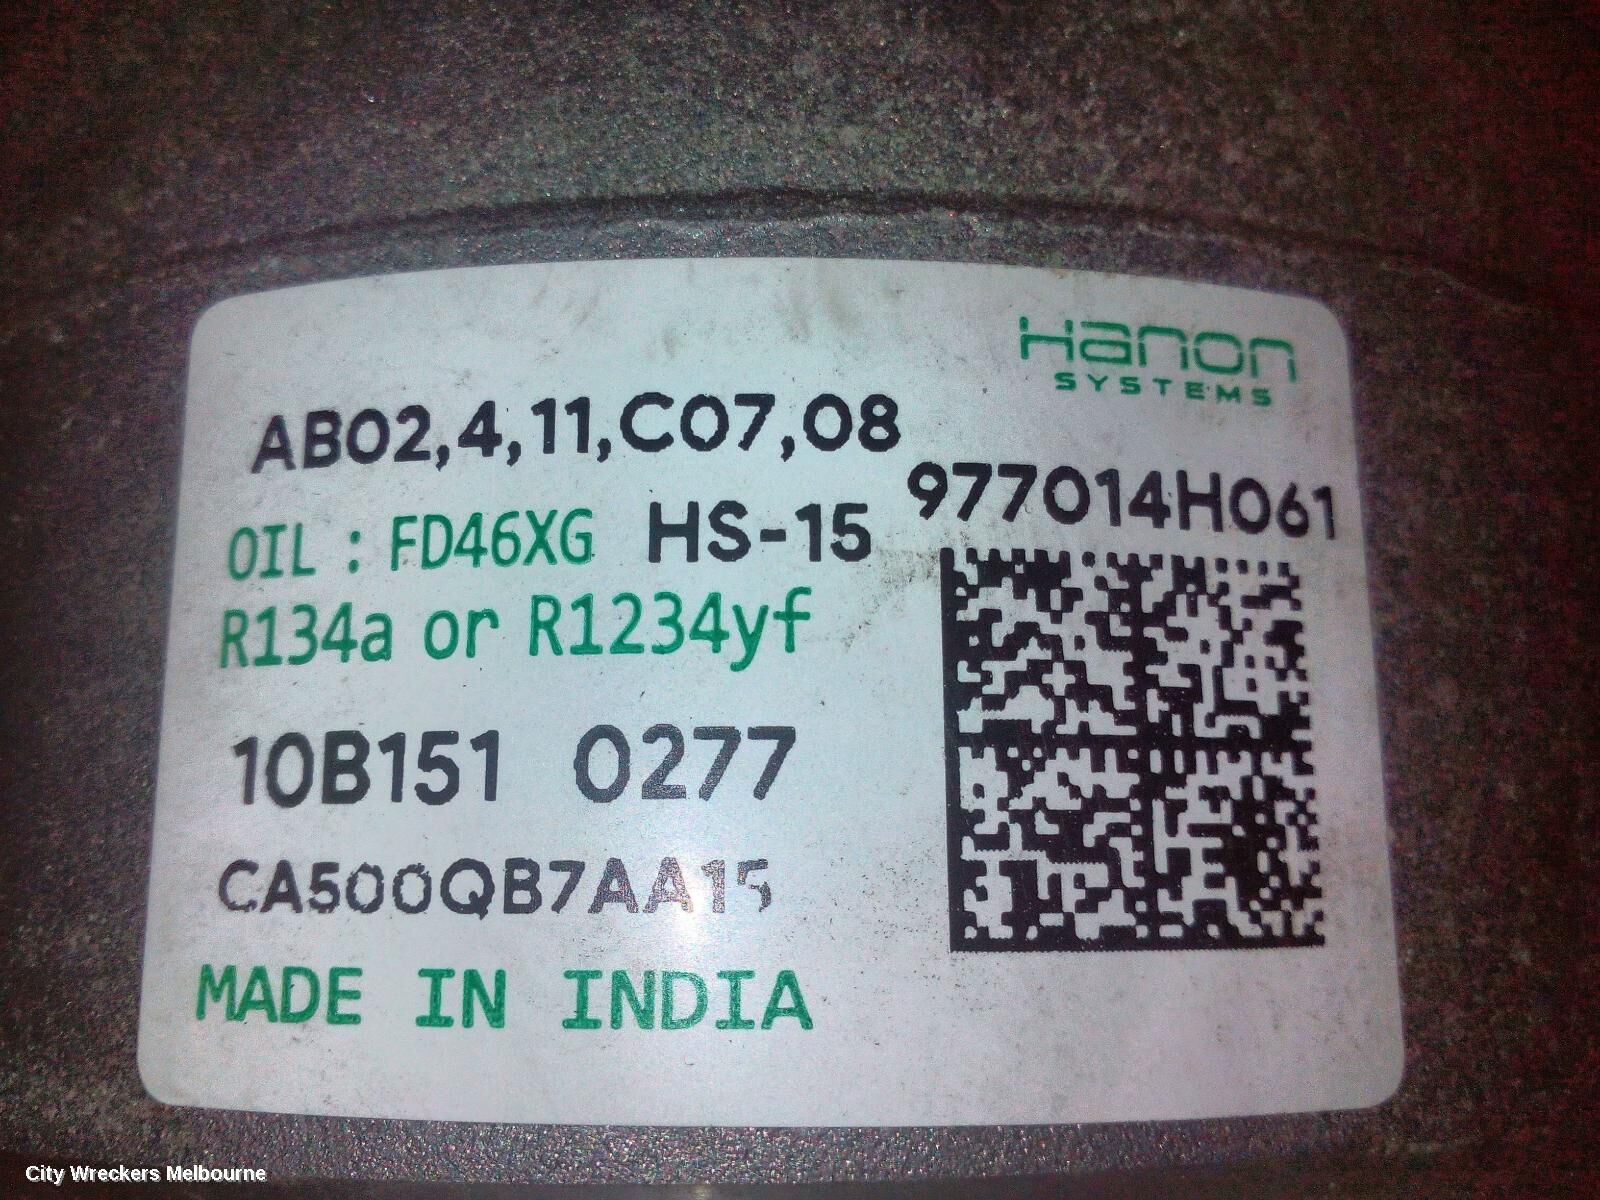 Hanon
SYSTEMS
AB02,4,11,C07,08
977014H061
OIL : FD46XG HS-15
R134a or R1234yf
10B151 0277
CA500QB7AA15
MADE IN INDIA
City Wreckers Melbourne